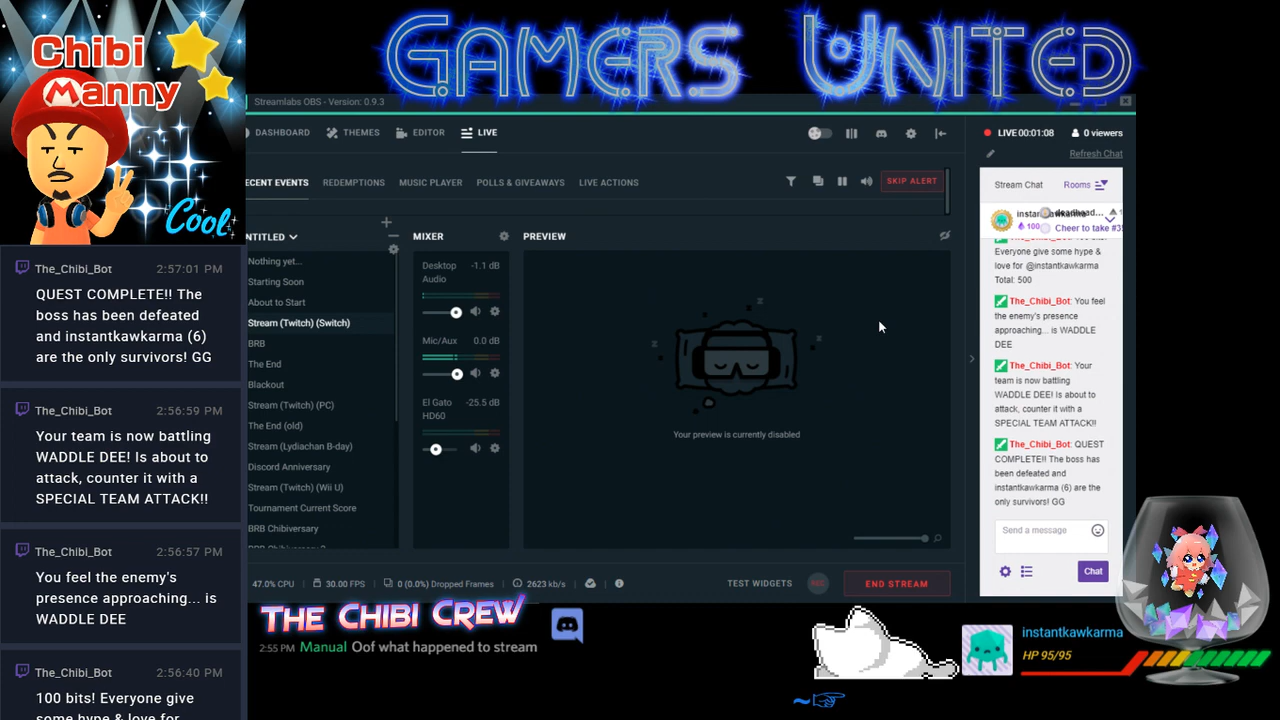 Chibi
Manny
Cool
GAMERS UNITED
The_Chibi_Bot 2:57:01 PM
QUEST COMPLETE!! The
boss has been defeated
and instantkawkarma (6)
are the only survivors! GG
The_Chibi_Bot 2:56:59 PM
Your team is now battling
WADDLE DEE! Is about to
attack, counter it with a
SPECIAL TEAM ATTACK!!
The_Chibi_Bot 2:56:57 PM
You feel the enemy's
presence approaching... is
WADDLE DEE
The_Chibi_Bot 2:56:40 PM
100 bits! Everyone give
some hype & love for
Streamlabs OBS - Version: 0.9.3
DASHBOARD THEMES EDITOR LIVE
ECENT EVENTS REDEMPTIONS MUSIC PLAYER POLLS & GIVEAWAYS LIVE ACTIONS SKIP ALERT
NTITLED
Nothing yet...
Starting Soon
About to Start
Stream (Twitch) (Switch)
BRB
The End
Blackout
Stream (Twitch) (PC)
The End (old)
Stream (Lydiachan B-day)
Discord Anniversary
Stream (Twitch) (Wii U)
Tournament Current Score
BRB Chibiversary
BRB Chibiversary 2
MIXER
Desktop Audio -1.1 dB
Mic/Aux 0.0 dB
El Gato HD60 -25.5 dB
PREVIEW
Your preview is currently disabled
47.0% CPU 30.00 FPS 0 (0.0%) Dropped Frames 2623 kb/s
TEST WIDGETS REC END STREAM
LIVE 00:01:08 0 viewers
Refresh Chat
Stream Chat Rooms
instantkawkarma deadhead... 1
100 Cheer to take #3
Everyone give some hype &
love for @instantkawkarma
Total: 500
The_Chibi_Bot: You feel
the enemy's presence
approaching... is WADDLE
DEE
The_Chibi_Bot: Your
team is now battling
WADDLE DEE! Is about to
attack, counter it with a
SPECIAL TEAM ATTACK!!
The_Chibi_Bot: QUEST
COMPLETE!! The boss has
been defeated and
instantkawkarma (6) are the
only survivors! GG
Send a message
Chat
THE CHIBI CREW
2:55 PM Manual Oof what happened to stream
instantkawkarma
HP 95/95
~☞